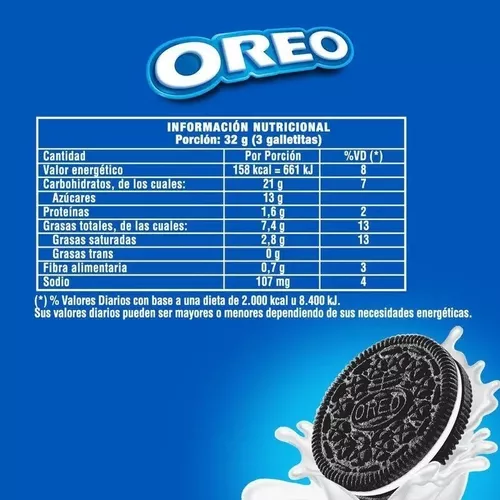 OREO
INFORMACIÓN NUTRICIONAL
Porción: 32 g (3 galletitas)
Cantidad Por Porción %VD (*)
Valor energético 158 kcal = 661 kJ 8
Carbohidratos, de los cuales: 21 g 7
Azúcares 13 g
Proteínas 1,6 g 2
Grasas totales, de las cuales: 7,4 g 13
Grasas saturadas 2,8 g 13
Grasas trans 0 g
Fibra alimentaria 0,7 g 3
Sodio 107 mg 4
(*) % Valores Diarios con base a una dieta de 2.000 kcal u 8.400 kJ.
Sus valores diarios pueden ser mayores o menores dependiendo de sus necesidades energéticas.
OREO